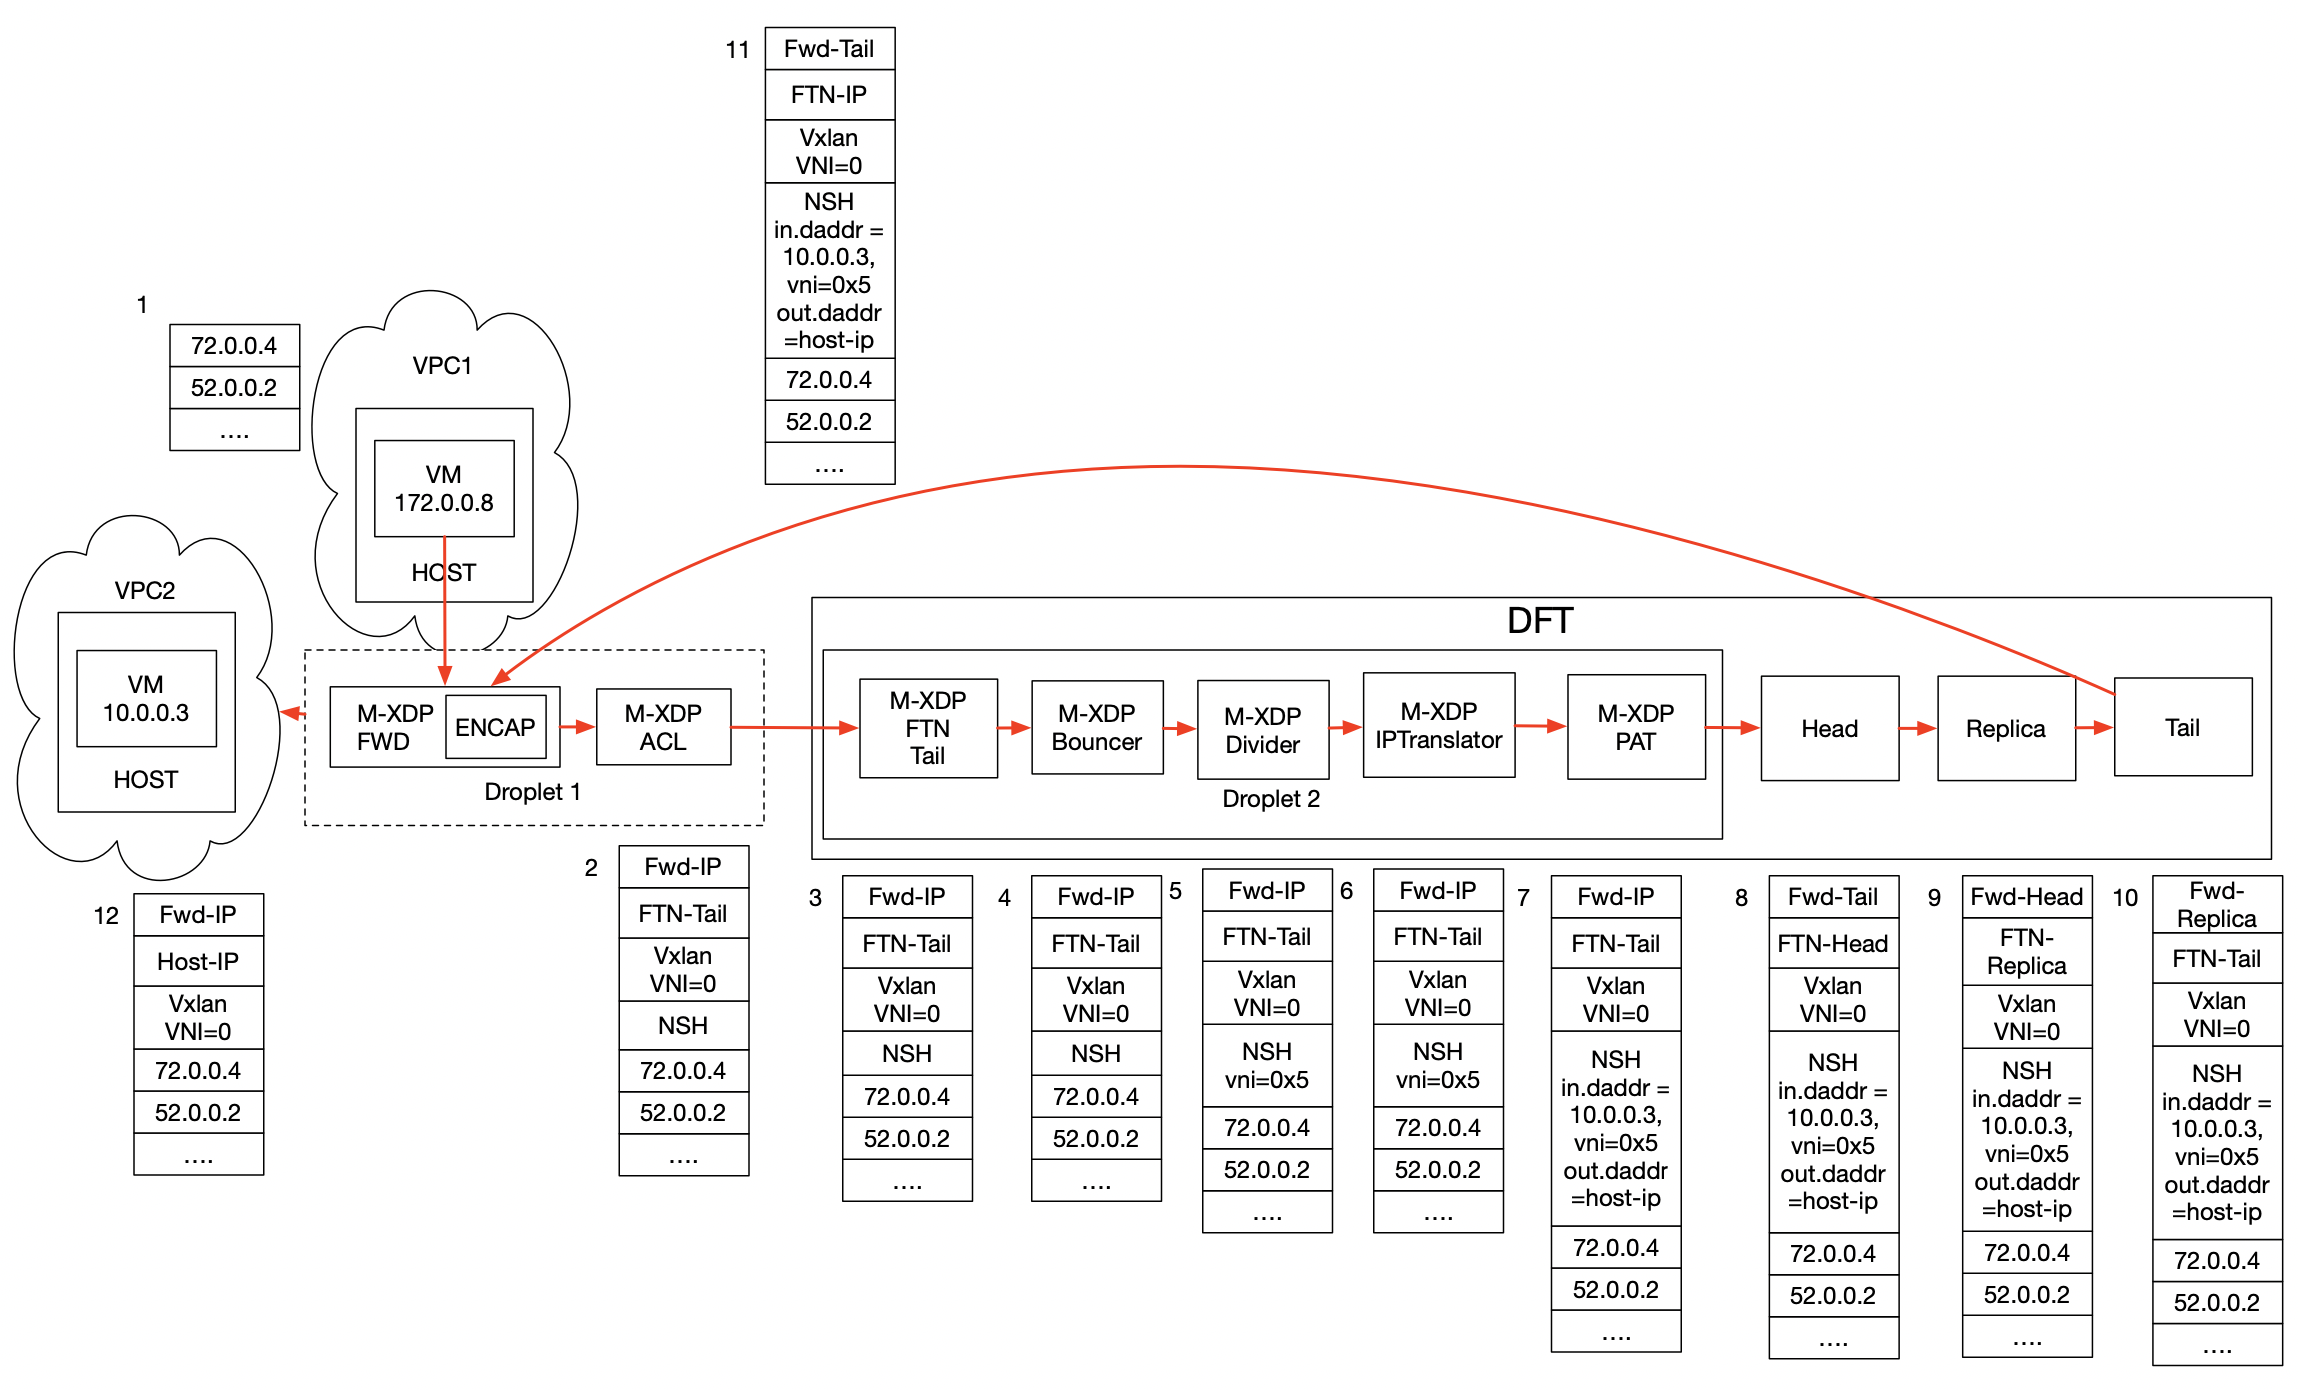 11
Fwd-Tail
FTN-IP
Vxlan
VNI=0
NSH
in.daddr =
10.0.0.3,
vni=0x5
out.daddr
=host-ip
72.0.0.4
52.0.0.2
....
1
72.0.0.4
52.0.0.2
....
VPC1
VM
172.0.0.8
HOST
VPC2
VM
10.0.0.3
HOST
M-XDP
FWD
ENCAP
M-XDP
ACL
Droplet 1
DFT
M-XDP
FTN
Tail
M-XDP
Bouncer
M-XDP
Divider
M-XDP
IPTranslator
M-XDP
PAT
Droplet 2
Head
Replica
Tail
12
Fwd-IP
Host-IP
Vxlan
VNI=0
72.0.0.4
52.0.0.2
....
2
Fwd-IP
FTN-Tail
Vxlan
VNI=0
NSH
72.0.0.4
52.0.0.2
....
3
Fwd-IP
FTN-Tail
Vxlan
VNI=0
NSH
72.0.0.4
52.0.0.2
....
4
Fwd-IP
FTN-Tail
Vxlan
VNI=0
NSH
72.0.0.4
52.0.0.2
....
5
Fwd-IP
FTN-Tail
Vxlan
VNI=0
NSH
vni=0x5
72.0.0.4
52.0.0.2
....
6
Fwd-IP
FTN-Tail
Vxlan
VNI=0
NSH
vni=0x5
72.0.0.4
52.0.0.2
....
7
Fwd-IP
FTN-Tail
Vxlan
VNI=0
NSH
in.daddr =
10.0.0.3,
vni=0x5
out.daddr
=host-ip
72.0.0.4
52.0.0.2
....
8
Fwd-Tail
FTN-Head
Vxlan
VNI=0
NSH
in.daddr =
10.0.0.3,
vni=0x5
out.daddr
=host-ip
72.0.0.4
52.0.0.2
....
9
Fwd-Head
FTN-
Replica
Vxlan
VNI=0
NSH
in.daddr =
10.0.0.3,
vni=0x5
out.daddr
=host-ip
72.0.0.4
52.0.0.2
....
10
Fwd-
Replica
FTN-Tail
Vxlan
VNI=0
NSH
in.daddr =
10.0.0.3,
vni=0x5
out.daddr
=host-ip
72.0.0.4
52.0.0.2
....